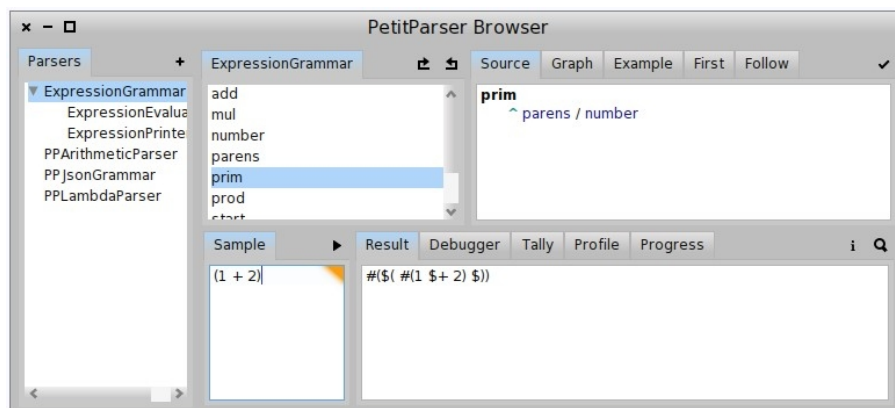 PetitParser Browser
Parsers +
ExpressionGrammar
ExpressionEvalua
ExpressionPrinte
PPArithmeticParser
PPJsonGrammar
PPLambdaParser
ExpressionGrammar
add
mul
number
parens
prim
prod
start
Source Graph Example First Follow
prim
^ parens / number
Sample
(1 + 2)
Result Debugger Tally Profile Progress i
#($( #(1 $+ 2) $))